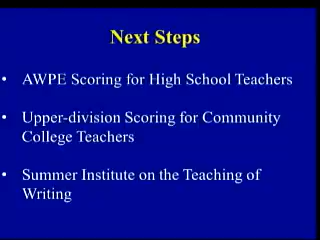 Next Steps
• AWPE Scoring for High School Teachers
• Upper-division Scoring for Community
College Teachers
• Summer Institute on the Teaching of
Writing